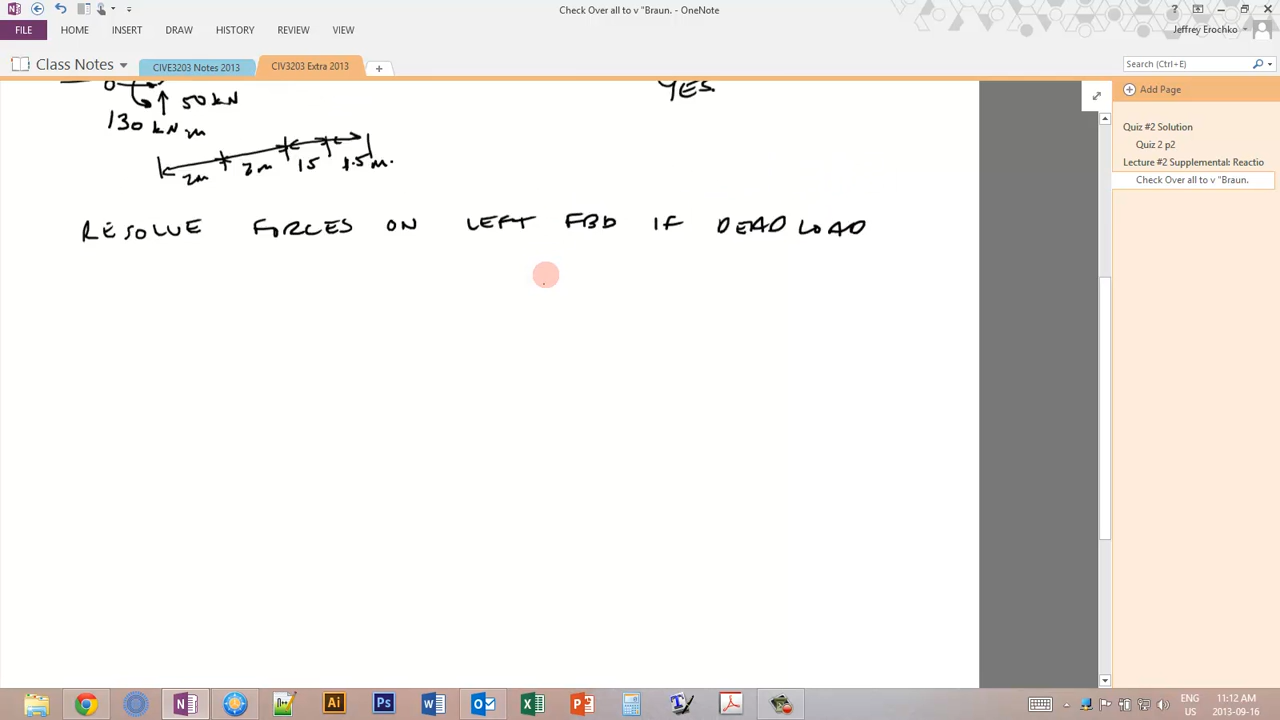 Check Over all to v "Braun. - OneNote
FILE HOME INSERT DRAW HISTORY REVIEW VIEW
Jeffrey Erochko
Class Notes
CIVE3203 Notes 2013
CIV3203 Extra 2013
Search (Ctrl+E)
Add Page
Quiz #2 Solution
Quiz 2 p2
Lecture #2 Supplemental: Reactio
Check Over all to v "Braun.
50 kN
YES.
130 kN m
2m 3m 1.5 1.5 m.
RESOLVE FORCES ON LEFT FBD IF DEAD LOAD
ENG
US
11:12 AM
2013-09-16